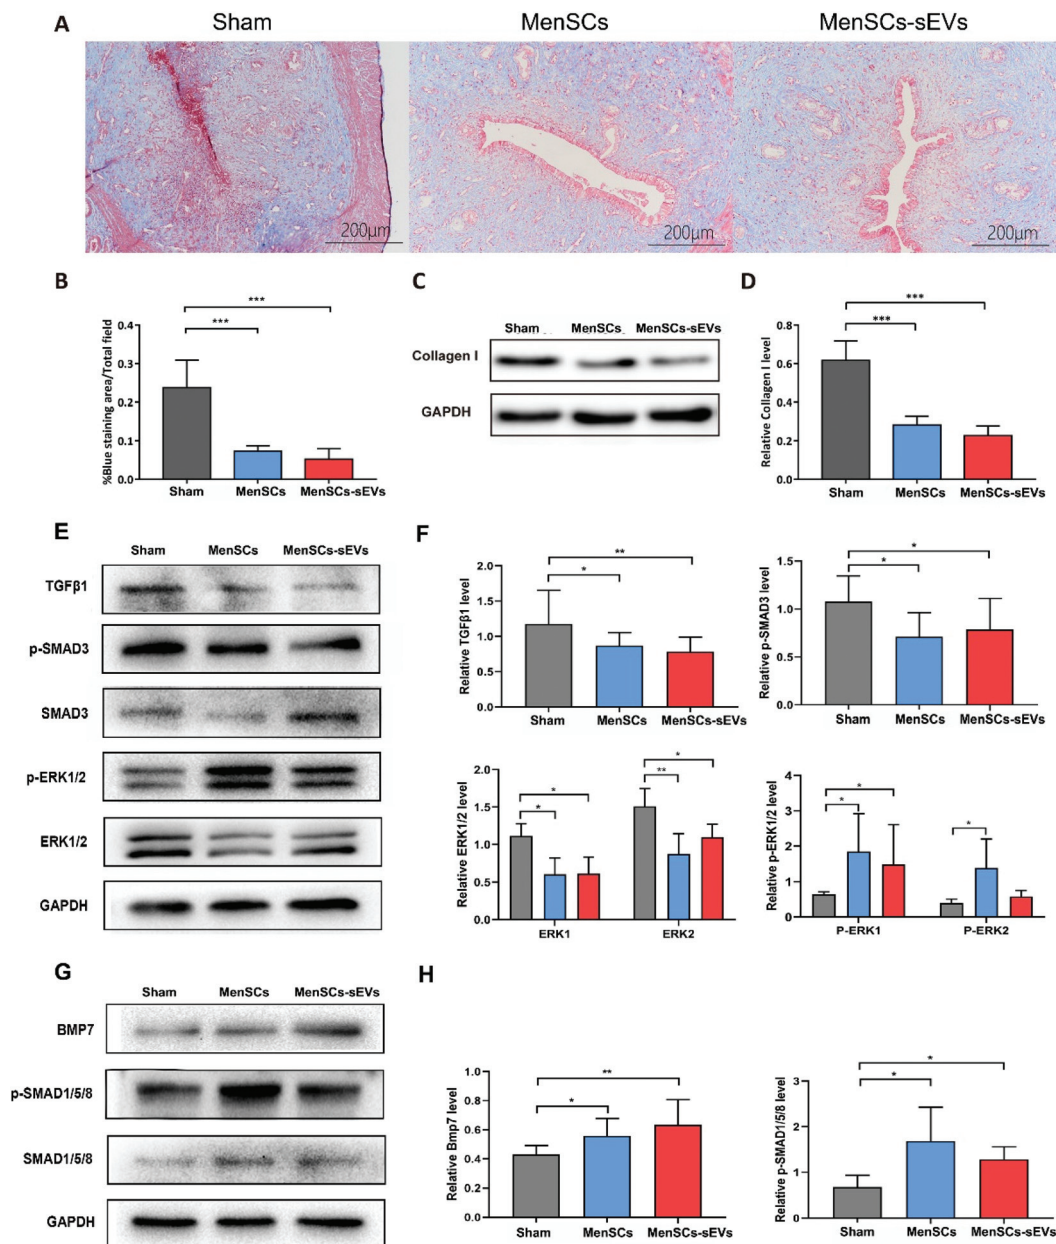 A
Sham
MenSCs
MenSCs-sEVs
200μm
200μm
200μm
B
%Blue staining area/Total field
0.4
0.3
0.2
0.1
0.0
***
***
Sham
MenSCs
MenSCs-sEVs
C
Sham
MenSCs
MenSCs-sEVs
Collagen I
GAPDH
D
Relative Collagen I level
0.8
0.6
0.4
0.2
0.0
***
***
Sham
MenSCs
MenSCs-sEVs
E
Sham
MenSCs
MenSCs-sEVs
TGFβ1
p-SMAD3
SMAD3
p-ERK1/2
ERK1/2
GAPDH
F
Relative TGFβ1 level
2.0
1.5
1.0
0.5
0.0
**
*
Sham
MenSCs
MenSCs-sEVs
Relative p-SMAD3 level
1.5
1.0
0.5
0.0
*
*
Sham
MenSCs
MenSCs-sEVs
Relative ERK1/2 level
2.0
1.5
1.0
0.5
0.0
*
*
*
**
ERK1
ERK2
Relative p-ERK1/2 level
6
4
2
0
*
*
*
P-ERK1
P-ERK2
G
Sham
MenSCs
MenSCs-sEVs
BMP7
p-SMAD1/5/8
SMAD1/5/8
GAPDH
H
Relative Bmp7 level
1.0
0.8
0.6
0.4
0.2
0.0
**
*
Sham
MenSCs
MenSCs-sEVs
Relative p-SMAD1/5/8 level
3
2
1
0
*
*
Sham
MenSCs
MenSCs-sEVs